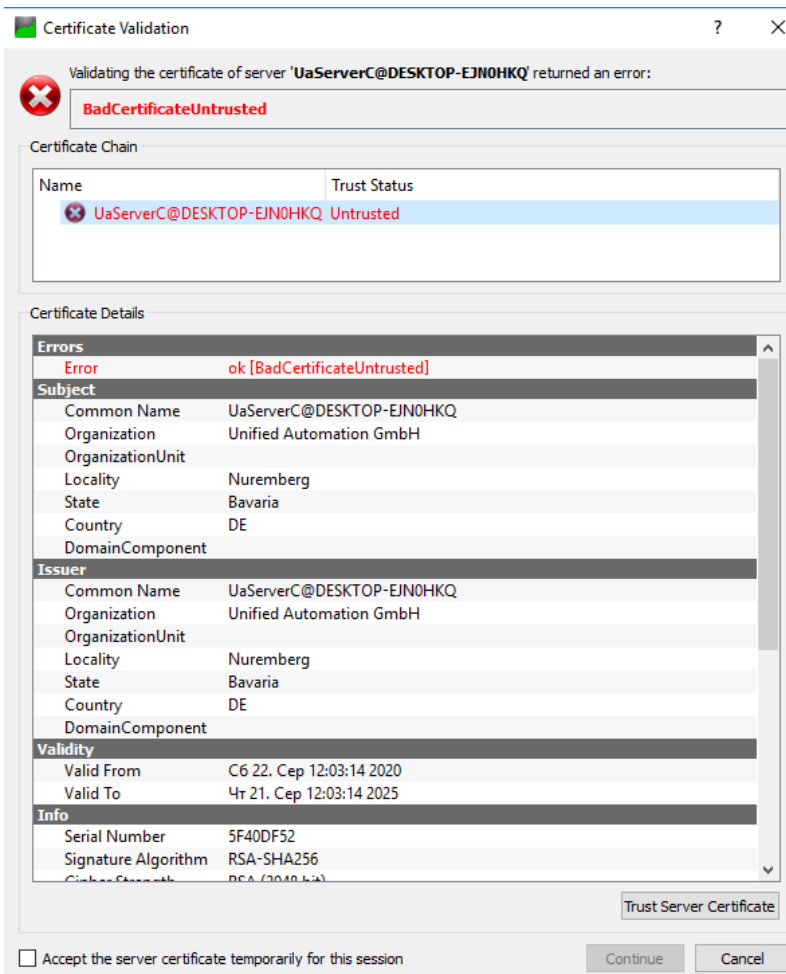 Certificate Validation ?
Validating the certificate of server 'UaServerC@DESKTOP-EJN0HKQ' returned an error:
BadCertificateUntrusted
Certificate Chain
Name Trust Status
UaServerC@DESKTOP-EJN0HKQ Untrusted
Certificate Details
Errors
Error ok [BadCertificateUntrusted]
Subject
Common Name UaServerC@DESKTOP-EJN0HKQ
Organization Unified Automation GmbH
OrganizationUnit
Locality Nuremberg
State Bavaria
Country DE
DomainComponent
Issuer
Common Name UaServerC@DESKTOP-EJN0HKQ
Organization Unified Automation GmbH
OrganizationUnit
Locality Nuremberg
State Bavaria
Country DE
DomainComponent
Validity
Valid From Сб 22. Сер 12:03:14 2020
Valid To Чт 21. Сер 12:03:14 2025
Info
Serial Number 5F40DF52
Signature Algorithm RSA-SHA256
Cipher Strength RSA (2048 bit)
Trust Server Certificate
Accept the server certificate temporarily for this session
Continue Cancel